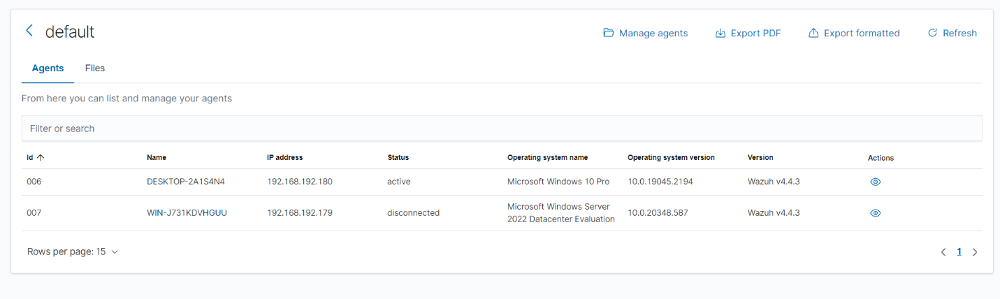 default
Manage agents Export PDF Export formatted Refresh
Agents Files
From here you can list and manage your agents
Filter or search
Id Name IP address Status Operating system name Operating system version Version Actions
006 DESKTOP-2A1S4N4 192.168.192.180 active Microsoft Windows 10 Pro 10.0.19045.2194 Wazuh v4.4.3
007 WIN-J731KDVHGUU 192.168.192.179 disconnected Microsoft Windows Server 10.0.20348.587 Wazuh v4.4.3
2022 Datacenter Evaluation
Rows per page: 15 1